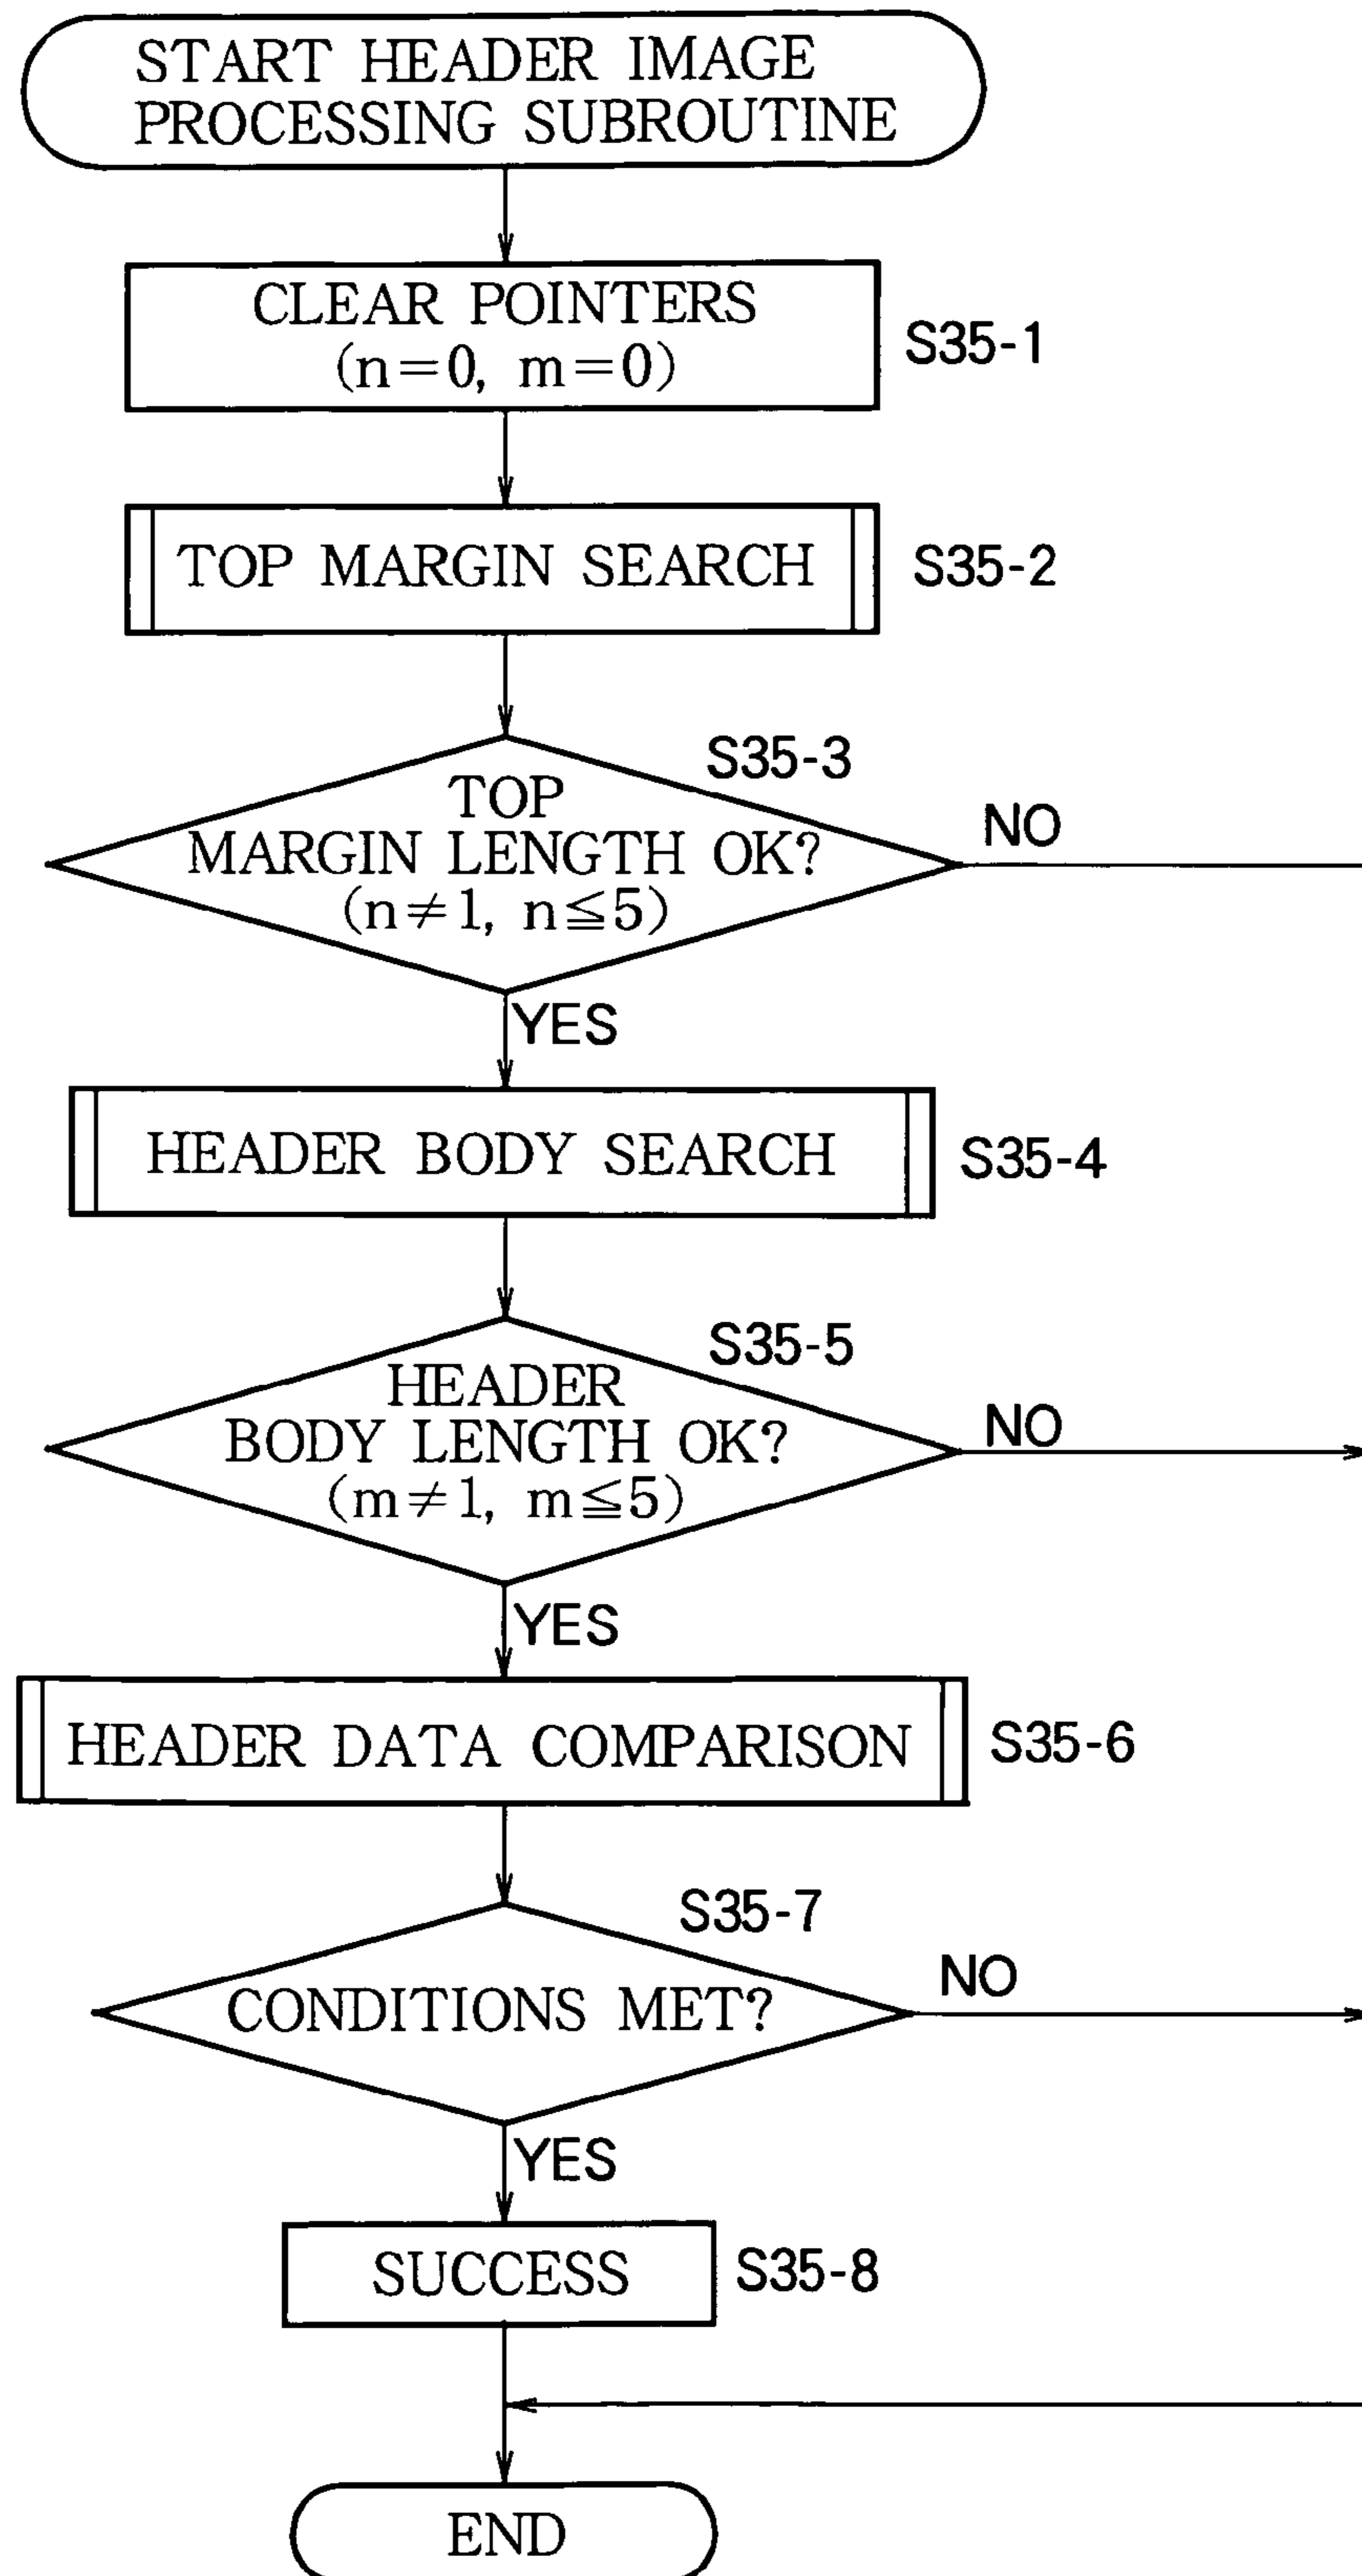 START HEADER IMAGE
PROCESSING SUBROUTINE
CLEAR POINTERS
(n=0, m=0)
S35-1
TOP MARGIN SEARCH
S35-2
S35-3
TOP
MARGIN LENGTH OK?
(n≠1, n≦5)
NO
YES
HEADER BODY SEARCH
S35-4
S35-5
HEADER
BODY LENGTH OK?
(m≠1, m≦5)
NO
YES
HEADER DATA COMPARISON
S35-6
S35-7
CONDITIONS MET?
NO
YES
SUCCESS
S35-8
END